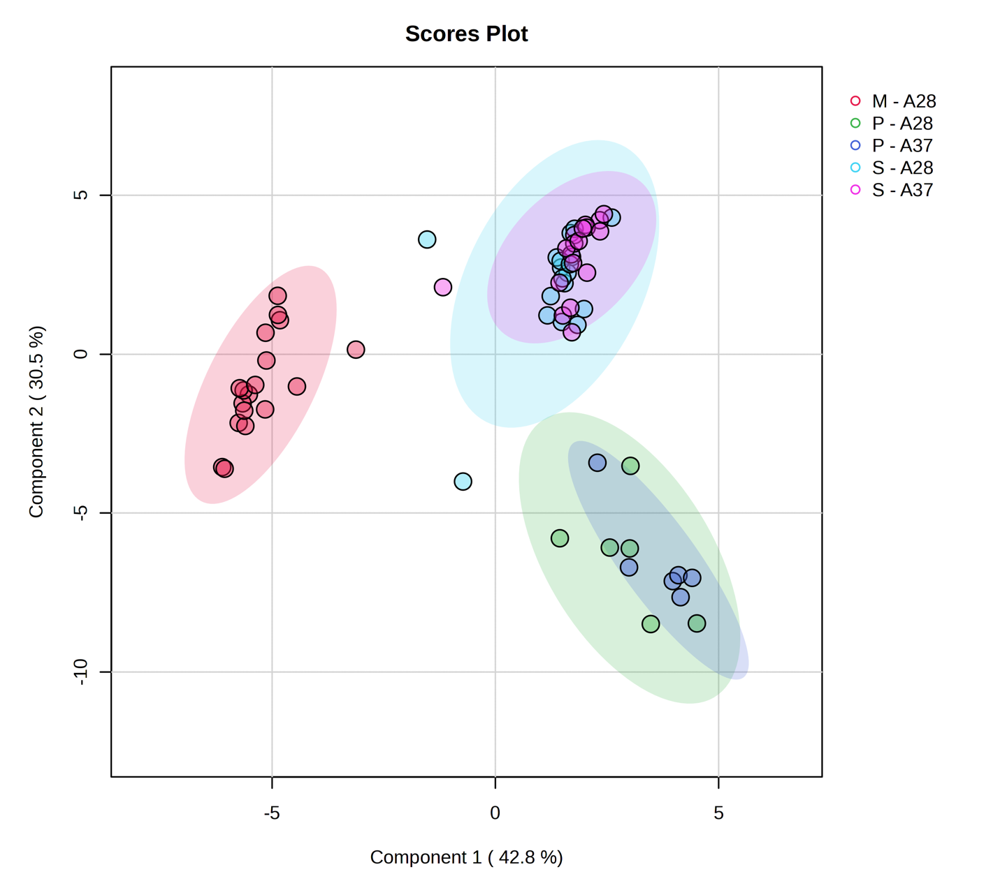 Scores Plot
M - A28
P - A28
P - A37
S - A28
S - A37
5
0
-5
-10
Component 2 ( 30.5 %)
-5
0
5
Component 1 ( 42.8 %)